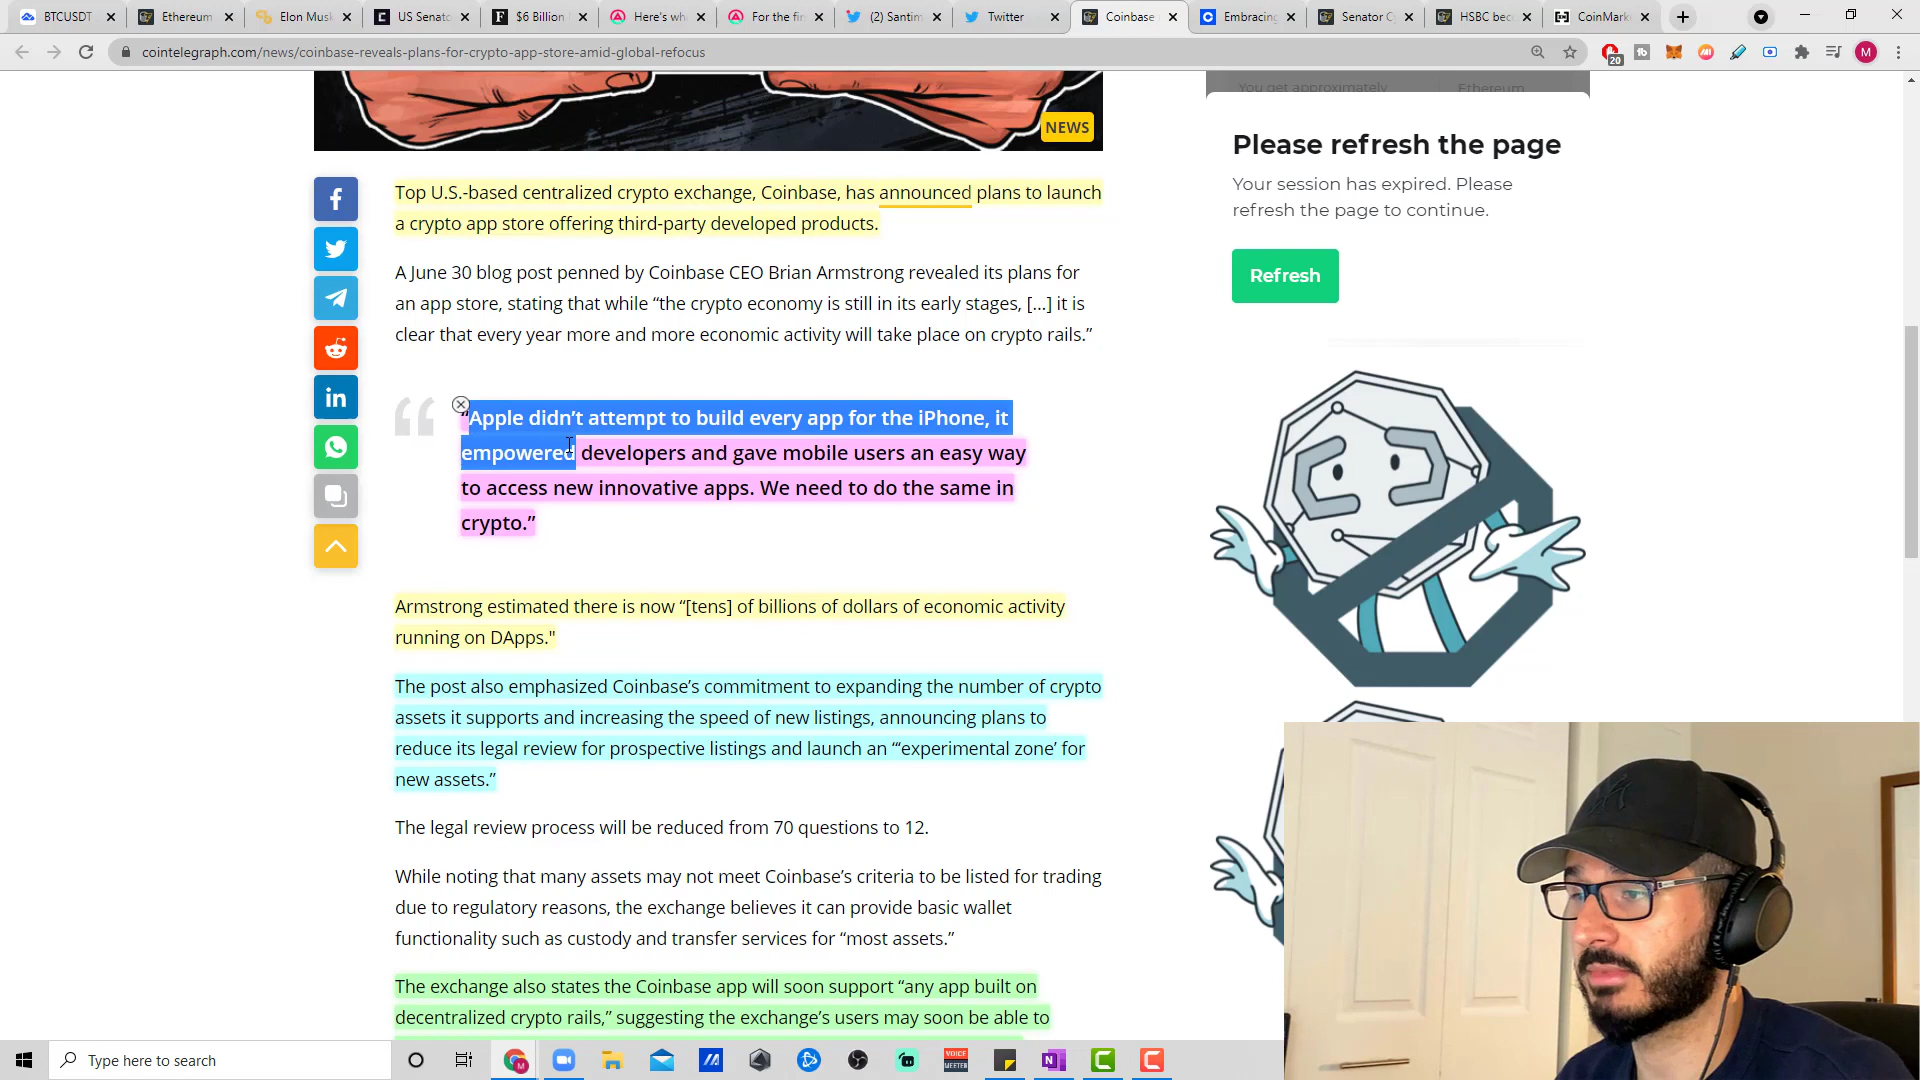 BTCUSDT
Ethereum
Elon Musk
US Senato
$6 Billion
Here's wh
For the fi
(2) Santim
Twitter
Coinbase
Embracing
Senator C
HSBC bec
CoinMark
cointelegraph.com/news/coinbase-reveals-plans-for-crypto-app-store-amid-global-refocus
20
M
NEWS
Top U.S.-based centralized crypto exchange, Coinbase, has announced plans to launch
a crypto app store offering third-party developed products.
A June 30 blog post penned by Coinbase CEO Brian Armstrong revealed its plans for
an app store, stating that while “the crypto economy is still in its early stages, [...] it is
clear that every year more and more economic activity will take place on crypto rails.”
“Apple didn’t attempt to build every app for the iPhone, it
empowered developers and gave mobile users an easy way
to access new innovative apps. We need to do the same in
crypto.”
Armstrong estimated there is now “[tens] of billions of dollars of economic activity
running on DApps."
The post also emphasized Coinbase’s commitment to expanding the number of crypto
assets it supports and increasing the speed of new listings, announcing plans to
reduce its legal review for prospective listings and launch an “‘experimental zone’ for
new assets.”
The legal review process will be reduced from 70 questions to 12.
While noting that many assets may not meet Coinbase’s criteria to be listed for trading
due to regulatory reasons, the exchange believes it can provide basic wallet
functionality such as custody and transfer services for “most assets.”
The exchange also states the Coinbase app will soon support “any app built on
decentralized crypto rails,” suggesting the exchange’s users may soon be able to
You get approximately
Ethereum
Please refresh the page
Your session has expired. Please
refresh the page to continue.
Refresh
Type here to search
VOICE
MEETER